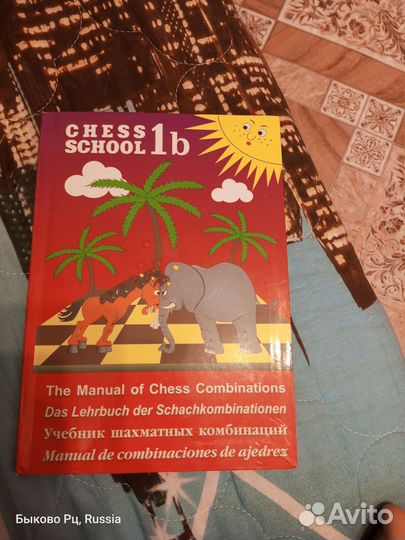 CHESS
SCHOOL 1b
The Manual of Chess Combinations
Das Lehrbuch der Schachkombinationen
Учебник шахматных комбинаций
Manual de combinaciones de ajedrez
Быково Рц, Russia
Avito